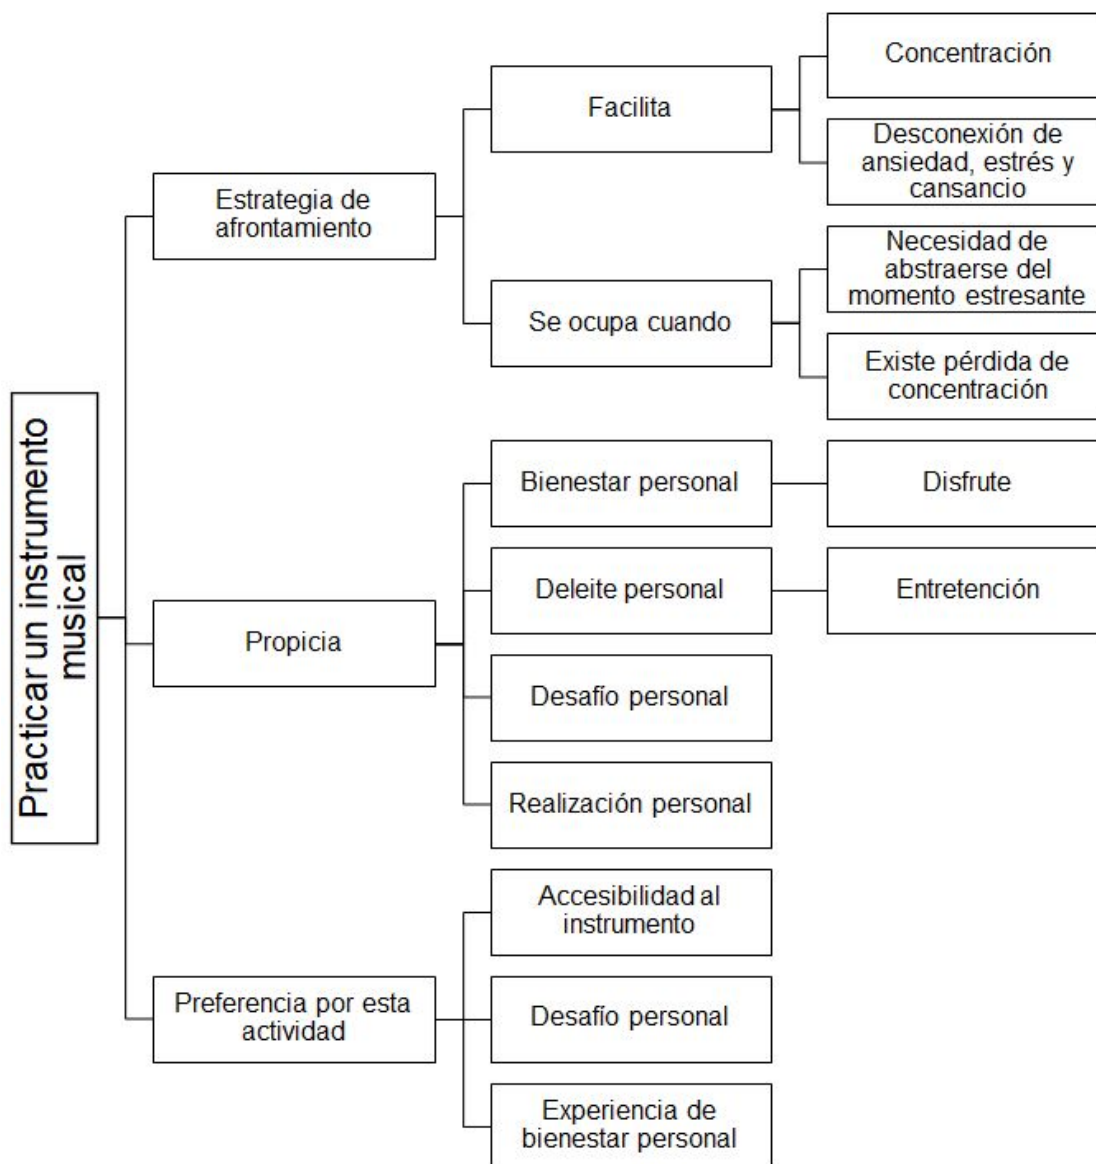 Practicar un instrumento
musical
Estrategia de
afrontamiento
Facilita
Concentración
Desconexión de
ansiedad, estrés y
cansancio
Se ocupa cuando
Necesidad de
abstraerse del
momento estresante
Existe pérdida de
concentración
Propicia
Bienestar personal
Disfrute
Deleite personal
Entretención
Desafío personal
Realización personal
Preferencia por esta
actividad
Accesibilidad al
instrumento
Desafío personal
Experiencia de
bienestar personal